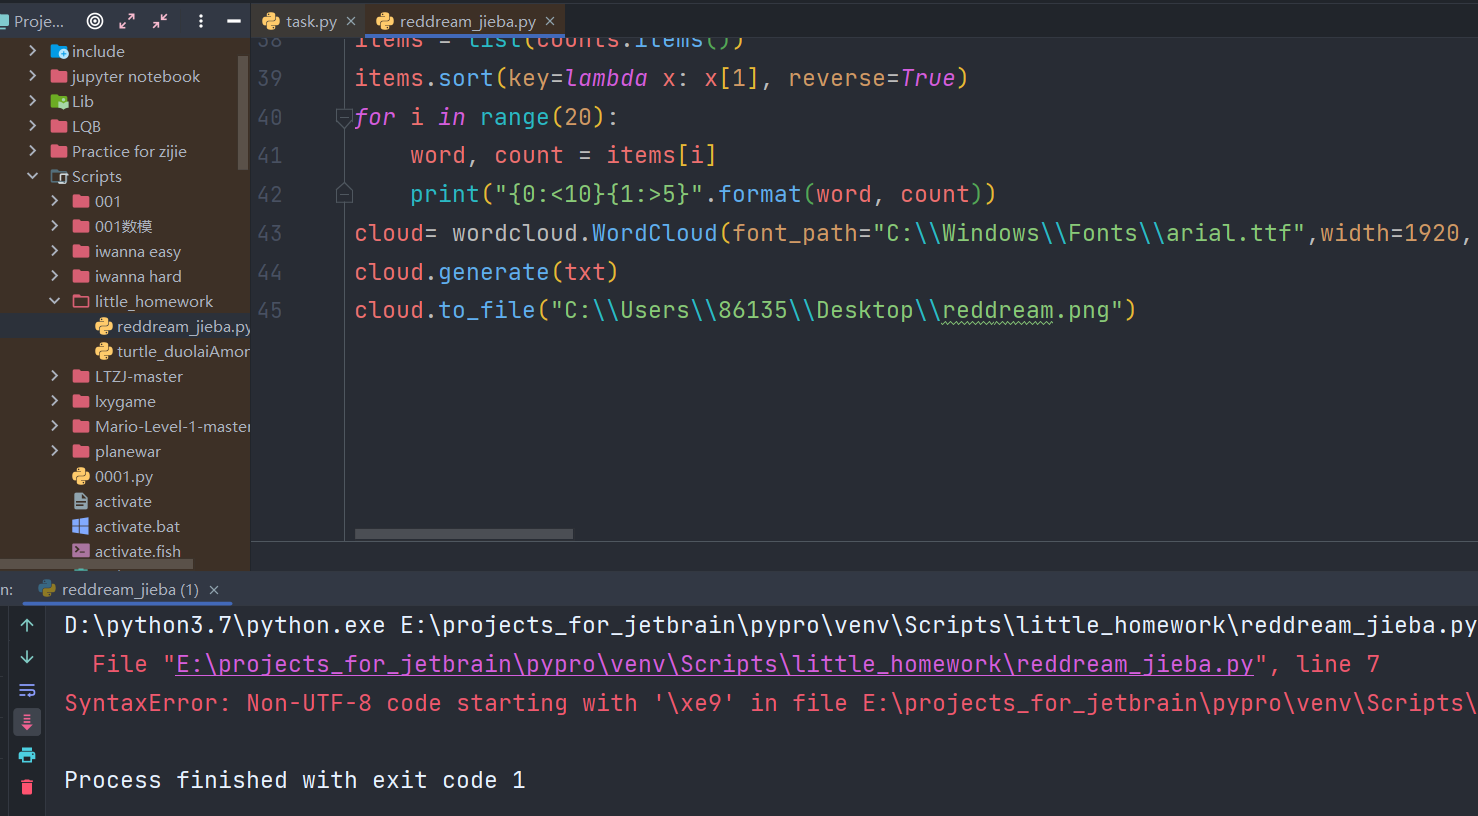 Proje...
task.py
reddream_jieba.py
include
jupyter notebook
Lib
LQB
Practice for zijie
Scripts
001
001数模
iwanna easy
iwanna hard
little_homework
reddream_jieba.py
turtle_duolaiAmor
LTZJ-master
lxygame
Mario-Level-1-master
planewar
0001.py
activate
activate.bat
activate.fish
38 items = list(counts.items())
39 items.sort(key=lambda x: x[1], reverse=True)
40 for i in range(20):
41 word, count = items[i]
42 print("{0:<10}{1:>5}".format(word, count))
43 cloud= wordcloud.WordCloud(font_path="C:\\Windows\\Fonts\\arial.ttf",width=1920,
44 cloud.generate(txt)
45 cloud.to_file("C:\\Users\\86135\\Desktop\\reddream.png")
n:
reddream_jieba (1)
D:\python3.7\python.exe E:\projects_for_jetbrain\pypro\venv\Scripts\little_homework\reddream_jieba.py
File "E:\projects_for_jetbrain\pypro\venv\Scripts\little_homework\reddream_jieba.py", line 7
SyntaxError: Non-UTF-8 code starting with '\xe9' in file E:\projects_for_jetbrain\pypro\venv\Scripts\
Process finished with exit code 1